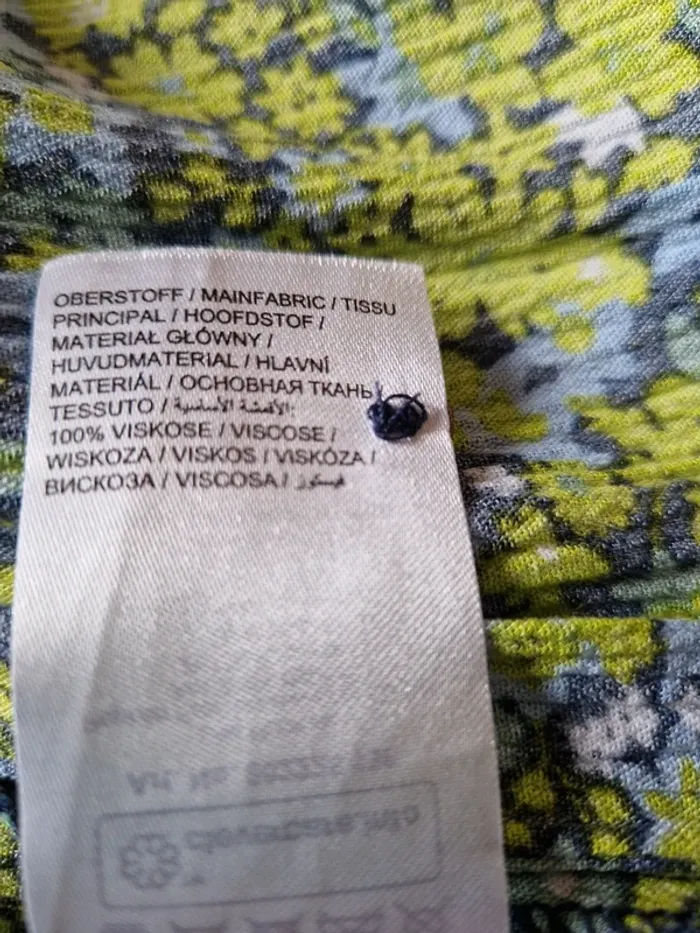 OBERSTOFF / MAINFABRIC / TISSU
PRINCIPAL / HOOFDSTOF /
MATERIAŁ GŁÓWNY /
HUVUDMATERIAL / HLAVNÍ
MATERIÁL / ОСНОВНАЯ ТКАНЬ
TESSUTO / الأقمشة الأساسية:
100% VISKOSE / VISCOSE /
WISKOZA / VISKOS / VISKÓZA /
ВИСКОЗА / VISCOSA / فيسكوز